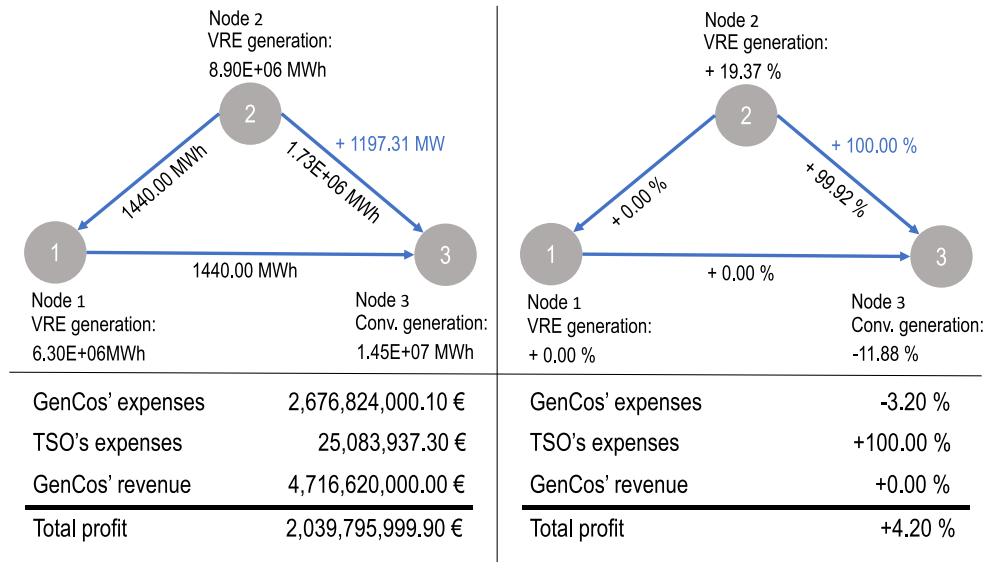 Node 2
VRE generation:
8.90E+06 MWh
2
+ 1197.31 MW
1440.00 MWh
1.73E+06 MWh
1
3
1440.00 MWh
Node 1
VRE generation:
6.30E+06MWh
Node 3
Conv. generation:
1.45E+07 MWh
GenCos' expenses 2,676,824,000.10 €
TSO's expenses 25,083,937.30 €
GenCos' revenue 4,716,620,000.00 €
Total profit 2,039,795,999.90 €
Node 2
VRE generation:
+ 19.37 %
2
+ 100.00 %
+ 0.00 %
+ 99.92 %
1
3
+ 0.00 %
Node 1
VRE generation:
+ 0.00 %
Node 3
Conv. generation:
-11.88 %
GenCos' expenses -3.20 %
TSO's expenses +100.00 %
GenCos' revenue +0.00 %
Total profit +4.20 %